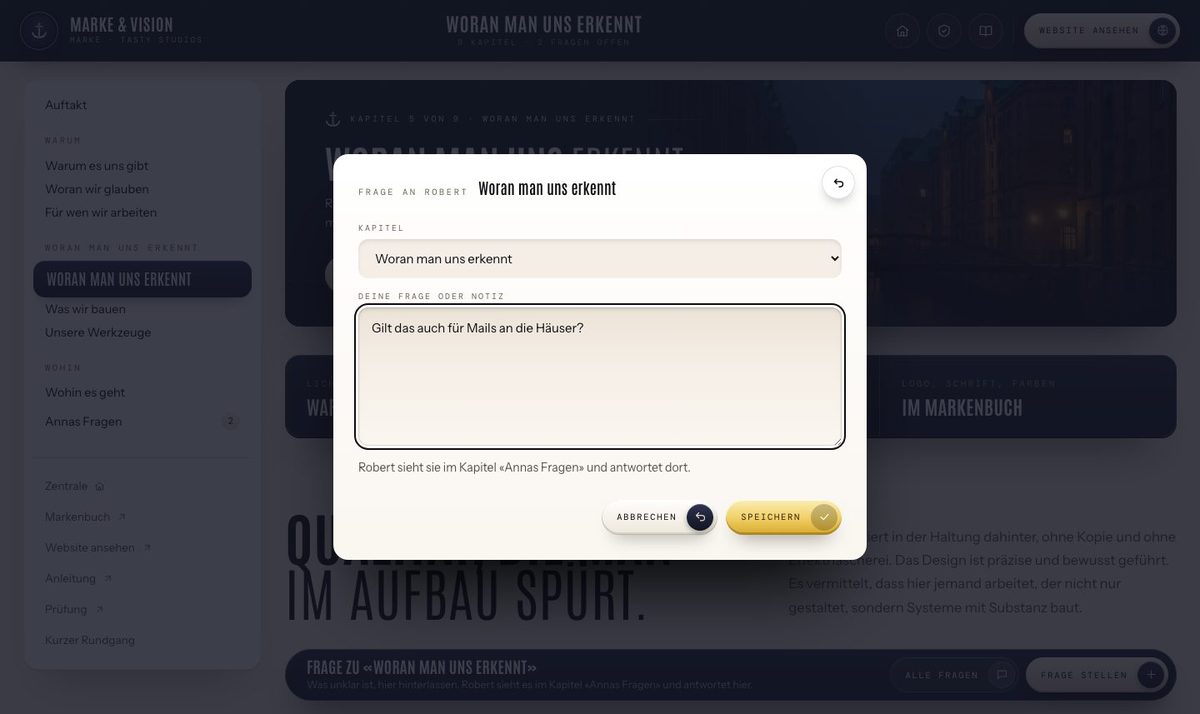 MARKE & VISION
MARKE · TASTY STUDIOS
WORAN MAN UNS ERKENNT
9 KAPITEL · 2 FRAGEN OFFEN
WEBSITE ANSEHEN
Auftakt
WARUM
Warum es uns gibt
Woran wir glauben
Für wen wir arbeiten
WORAN MAN UNS ERKENNT
WORAN MAN UNS ERKENNT
Was wir bauen
Unsere Werkzeuge
WOHIN
Wohin es geht
Annas Fragen
2
Zentrale
Markenbuch
Website ansehen
Anleitung
Prüfung
Kurzer Rundgang
KAPITEL 5 VON 9 · WORAN MAN UNS ERKENNT
WORAN MAN UNS ERKENNT
FRAGE AN ROBERT Woran man uns erkennt
KAPITEL
Woran man uns erkennt
DEINE FRAGE ODER NOTIZ
Gilt das auch für Mails an die Häuser?
Robert sieht sie im Kapitel «Annas Fragen» und antwortet dort.
ABBRECHEN
SPEICHERN
LOGO, SCHRIFT, FARBEN
IM MARKENBUCH
IM AUFBAU SPÜRT.
in der Haltung dahinter, ohne Kopie und ohne
Das Design ist präzise und bewusst geführt.
Es vermittelt, dass hier jemand arbeitet, der nicht nur
gestaltet, sondern Systeme mit Substanz baut.
FRAGE ZU «WORAN MAN UNS ERKENNT»
Was unklar ist, hier hinterlassen. Robert sieht es im Kapitel «Annas Fragen» und antwortet hier.
ALLE FRAGEN
FRAGE STELLEN